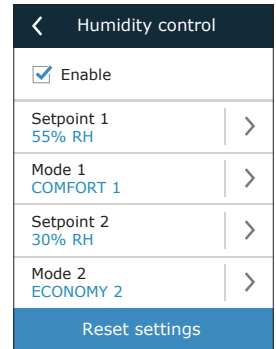 Humidity control
Enable
Setpoint 1
55% RH
Mode 1
COMFORT 1
Setpoint 2
30% RH
Mode 2
ECONOMY 2
Reset settings